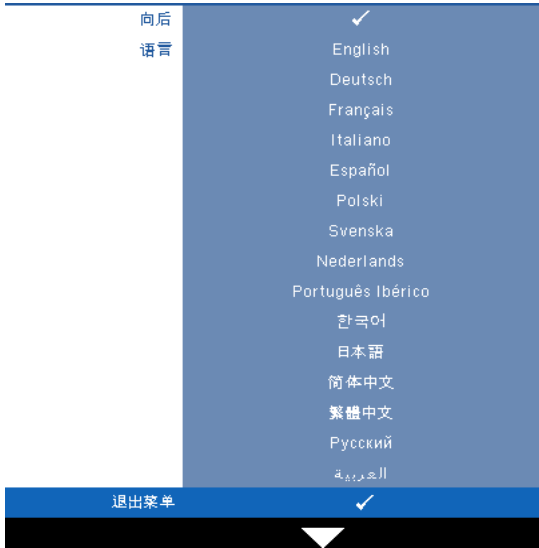 向后 ✓
语言 English
Deutsch
Français
Italiano
Español
Polski
Svenska
Nederlands
Português Ibérico
한국어
日本語
简体中文
繁體中文
Русский
العربية
退出菜单 ✓